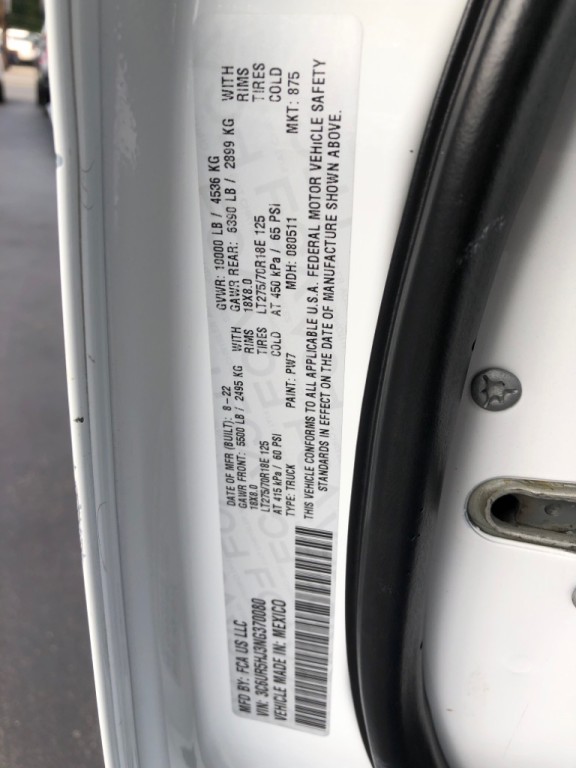 MFD BY: FCA US LLC
DATE OF MFR (BUILT): 8-22
GVWR: 10000 LB / 4536 KG
VIN: 3C6UR5HJ3NG370080
GAWR FRONT: 5500 LB / 2495 KG WITH
GAWR REAR: 6390 LB / 2899 KG WITH
VEHICLE MADE IN: MEXICO
18X8.0 RIMS
18X8.0 RIMS
LT275/70R18E 125 TIRES
LT275/70R18E 125 TIRES
AT 415 kPa / 60 PSI COLD
AT 450 kPa / 65 PSI COLD
TYPE: TRUCK
PAINT: PW7
MDH: 080511
MKT: 875
THIS VEHICLE CONFORMS TO ALL APPLICABLE U.S.A. FEDERAL MOTOR VEHICLE SAFETY
STANDARDS IN EFFECT ON THE DATE OF MANUFACTURE SHOWN ABOVE.